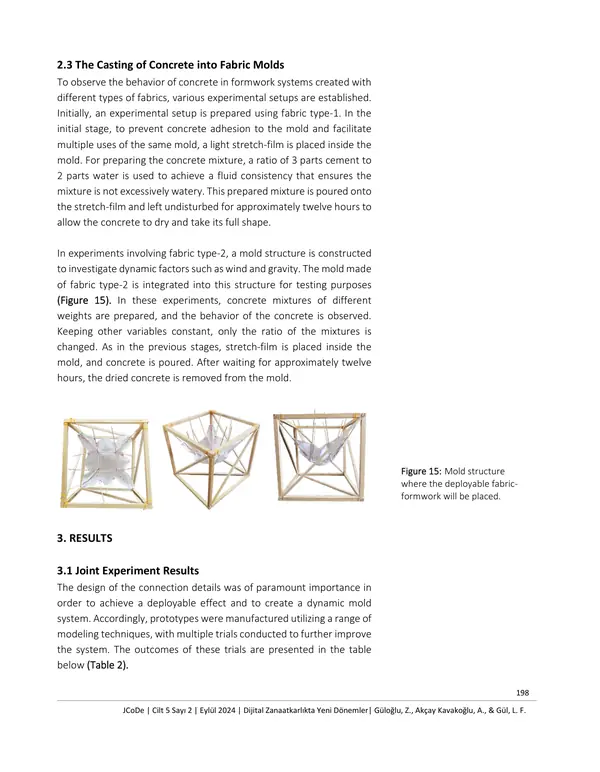 2.3 The Casting of Concrete into Fabric Molds
To observe the behavior of concrete in formwork systems created with
different types of fabrics, various experimental setups are established.
Initially, an experimental setup is prepared using fabric type-1. In the
initial stage, to prevent concrete adhesion to the mold and facilitate
multiple uses of the same mold, a light stretch-film is placed inside the
mold. For preparing the concrete mixture, a ratio of 3 parts cement to
2 parts water is used to achieve a fluid consistency that ensures the
mixture is not excessively watery. This prepared mixture is poured onto
the stretch-film and left undisturbed for approximately twelve hours to
allow the concrete to dry and take its full shape.
In experiments involving fabric type-2, a mold structure is constructed
to investigate dynamic factors such as wind and gravity. The mold made
of fabric type-2 is integrated into this structure for testing purposes
(Figure 15). In these experiments, concrete mixtures of different
weights are prepared, and the behavior of the concrete is observed.
Keeping other variables constant, only the ratio of the mixtures is
changed. As in the previous stages, stretch-film is placed inside the
mold, and concrete is poured. After waiting for approximately twelve
hours, the dried concrete is removed from the mold.
Figure 15: Mold structure
where the deployable fabric-
formwork will be placed.
3. RESULTS
3.1 Joint Experiment Results
The design of the connection details was of paramount importance in
order to achieve a deployable effect and to create a dynamic mold
system. Accordingly, prototypes were manufactured utilizing a range of
modeling techniques, with multiple trials conducted to further improve
the system. The outcomes of these trials are presented in the table
below (Table 2).
198
JCoDe | Cilt 5 Sayı 2 | Eylül 2024 | Dijital Zanaatkarlıkta Yeni Dönemler| Güloğlu, Z., Akçay Kavakoğlu, A., & Gül, L. F.